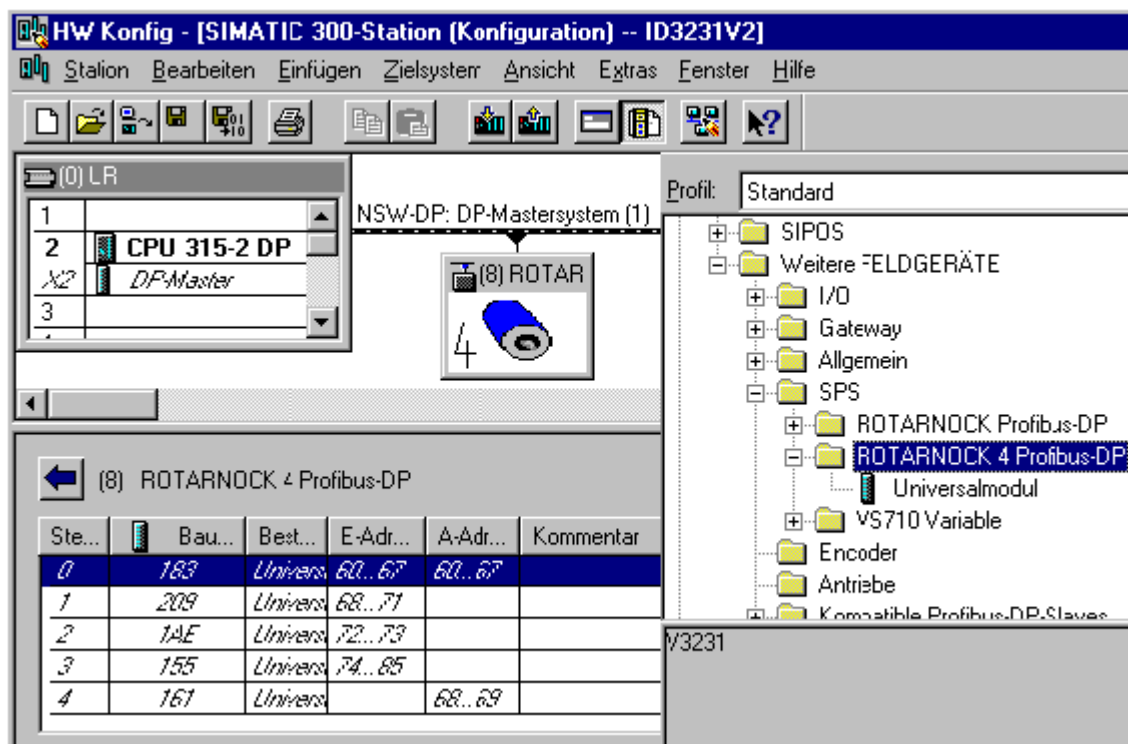 HW Konfig - [SIMATIC 300-Station (Konfiguration) -- ID3231V2]
Station Bearbeiten Einfügen Zielsystem Ansicht Extras Fenster Hilfe
(0) LR
1
2 CPU 315-2 DP
X2 DP-Master
3
NSW-DP: DP-Mastersystem (1)
(8) ROTAR
4
Profil: Standard
SIPOS
Weitere FELDGERÄTE
I/O
Gateway
Allgemein
SPS
ROTARNOCK Profibus-DP
ROTARNOCK 4 Profibus-DP
Universalmodul
VS710 Variable
Encoder
Antriebe
Kompatible Profibus-DP-Slaves
V3231
(8) ROTARNOCK 4 Profibus-DP
Ste... Bau... Best... E-Adr... A-Adr... Kommentar
0 183 Univers 60...67 60...67
1 209 Univers 68...71
2 1AE Univers 72...73
3 155 Univers 74...85
4 161 Univers 68...69